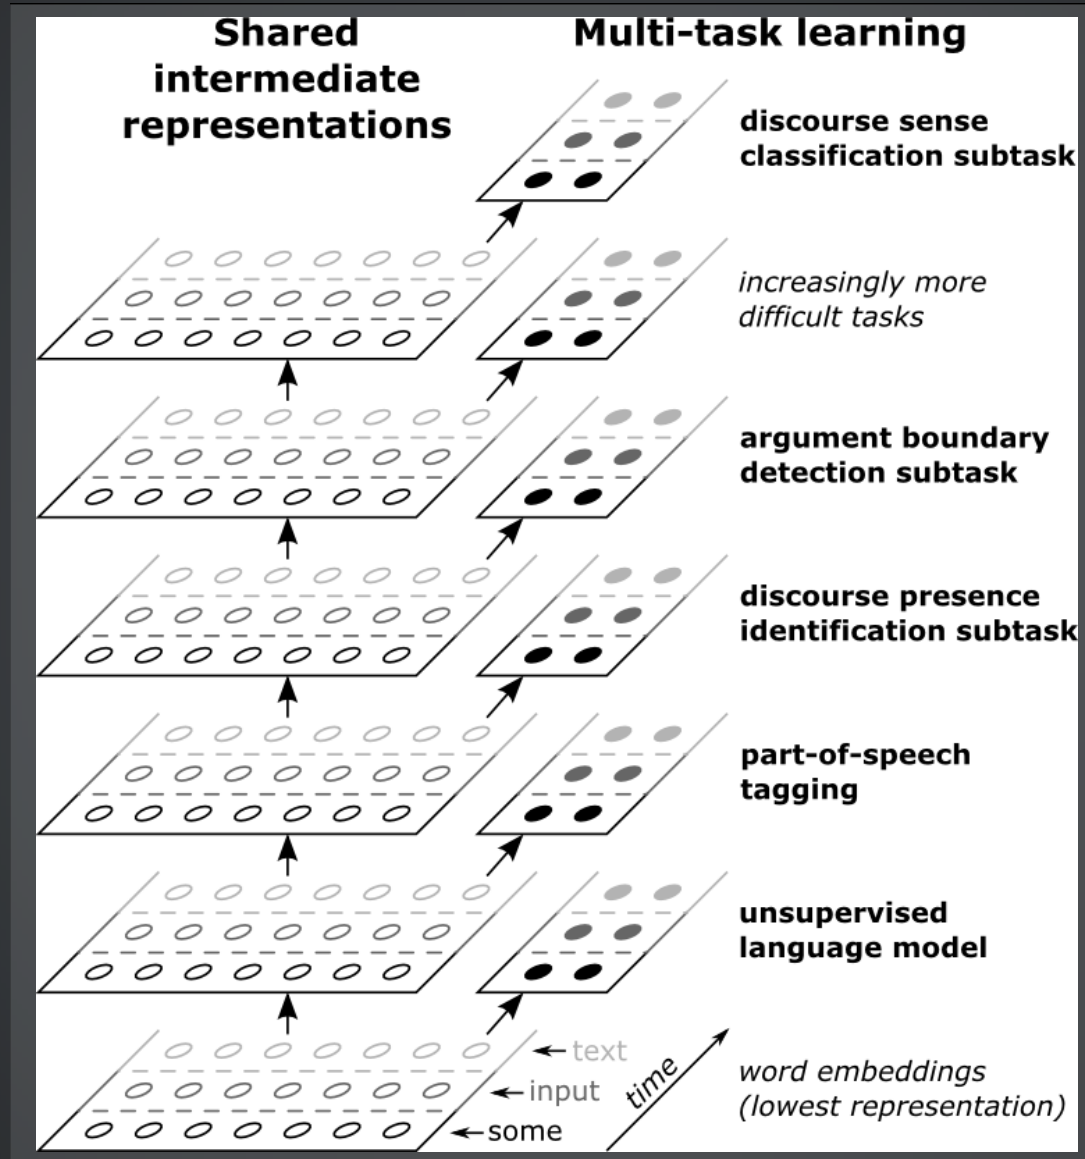 Shared
intermediate
representations
Multi-task learning
discourse sense
classification subtask
increasingly more
difficult tasks
argument boundary
detection subtask
discourse presence
identification subtask
part-of-speech
tagging
unsupervised
language model
text
input
some
time
word embeddings
(lowest representation)